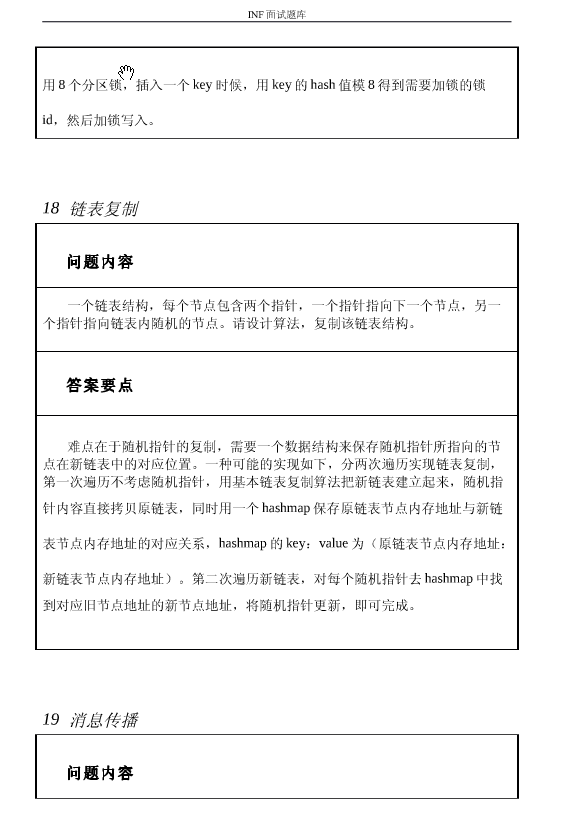 INF 面试题库
用 8 个分区锁，插入一个 key 时候，用 key 的 hash 值模 8 得到需要加锁的锁
id，然后加锁写入。
18 链表复制
问题内容
一个链表结构，每个节点包含两个指针，一个指针指向下一个节点，另一
个指针指向链表内随机的节点。请设计算法，复制该链表结构。
答案要点
难点在于随机指针的复制，需要一个数据结构来保存随机指针所指向的节
点在新链表中的对应位置。一种可能的实现如下，分两次遍历实现链表复制，
第一次遍历不考虑随机指针，用基本链表复制算法把新链表建立起来，随机指
针内容直接拷贝原链表，同时用一个 hashmap 保存原链表节点内存地址与新链
表节点内存地址的对应关系，hashmap 的 key：value 为（原链表节点内存地址：
新链表节点内存地址）。第二次遍历新链表，对每个随机指针去 hashmap 中找
到对应旧节点地址的新节点地址，将随机指针更新，即可完成。
19 消息传播
问题内容